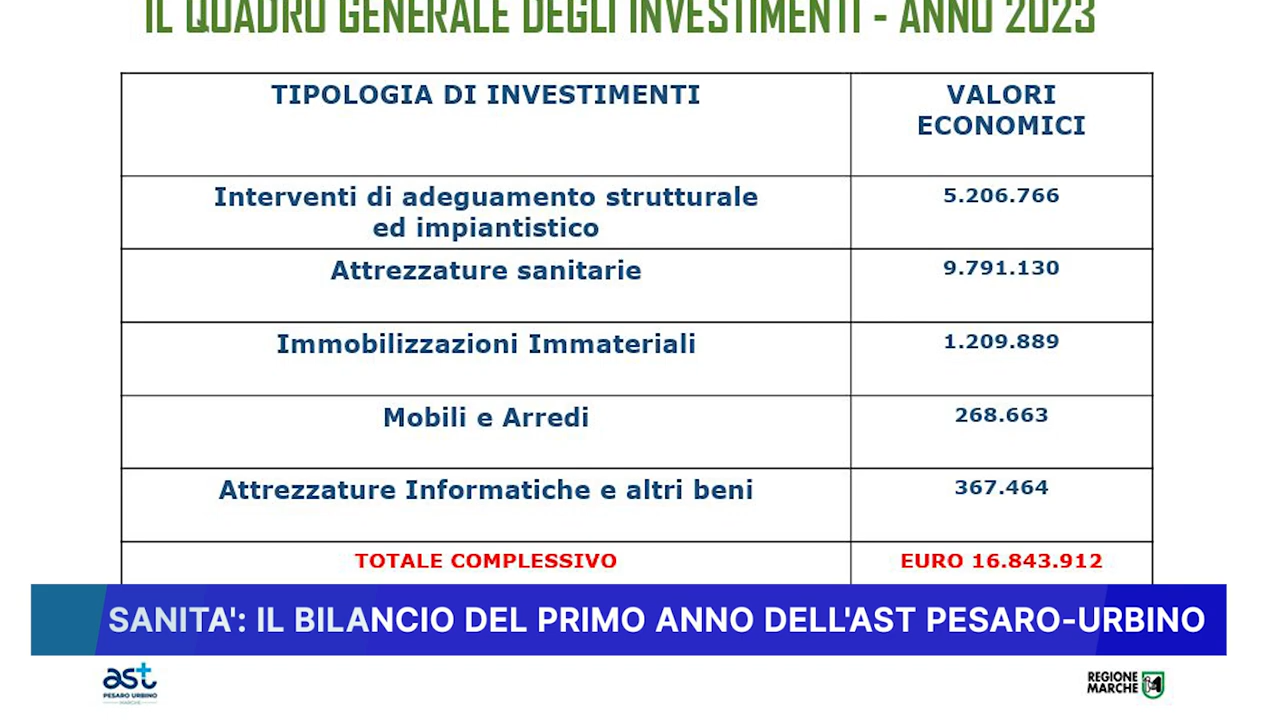 IL QUADRO GENERALE DEGLI INVESTIMENTI - ANNO 2023
TIPOLOGIA DI INVESTIMENTI
VALORI
ECONOMICI
Interventi di adeguamento strutturale
ed impiantistico
5.206.766
Attrezzature sanitarie
9.791.130
Immobilizzazioni Immateriali
1.209.889
Mobili e Arredi
268.663
Attrezzature Informatiche e altri beni
367.464
TOTALE COMPLESSIVO
EURO 16.843.912
SANITA': IL BILANCIO DEL PRIMO ANNO DELL'AST PESARO-URBINO
ast
PESARO URBINO
MARCHE
REGIONE
MARCHE